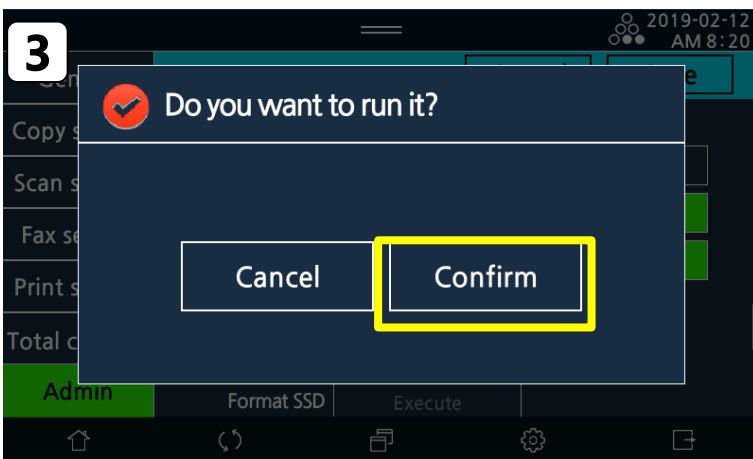 2019-02-12
AM 8:20
3
Do you want to run it?
Copy s
Scan s
Fax se
Print s
Total c
Cancel
Confirm
Admin
Format SSD
Execute